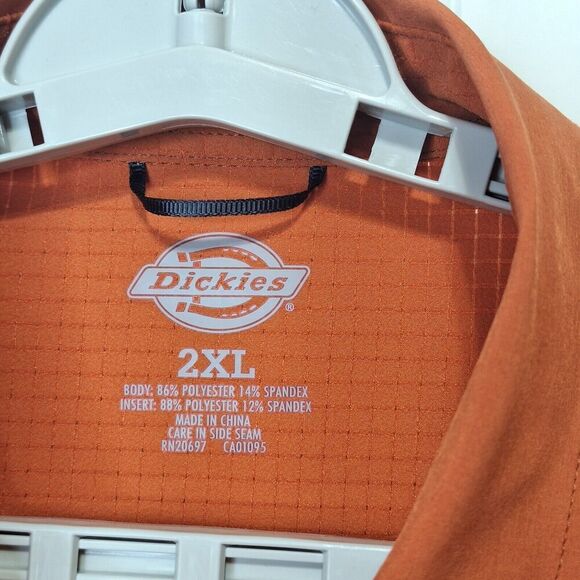 Dickies
®
2XL
BODY: 86% POLYESTER 14% SPANDEX
INSERT: 88% POLYESTER 12% SPANDEX
MADE IN CHINA
CARE IN SIDE SEAM
RN20697 CA01095